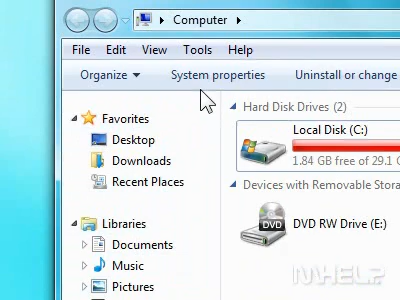 Computer
File Edit View Tools Help
Organize System properties Uninstall or change
Favorites
Desktop
Downloads
Recent Places
Libraries
Documents
Music
Pictures
Hard Disk Drives (2)
Local Disk (C:)
1.84 GB free of 29.1
Devices with Removable Stora
DVD
DVD RW Drive (E:)